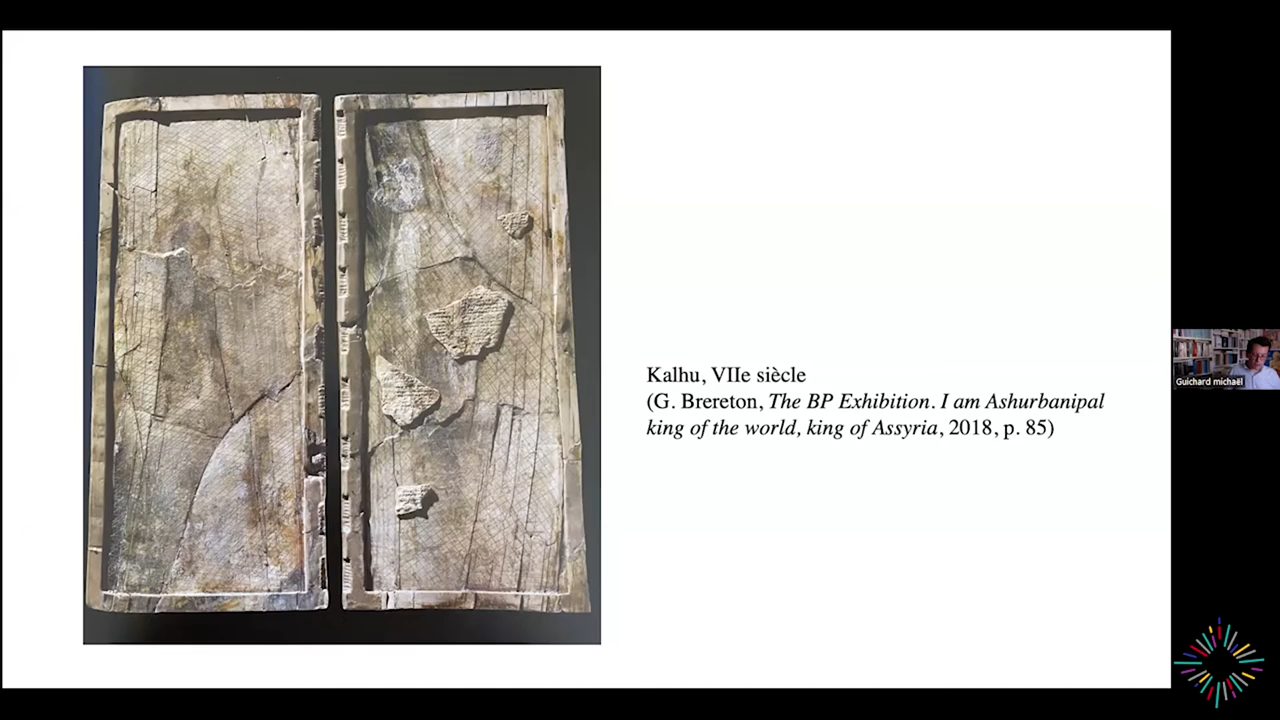 Kalhu, VIIe siècle
(G. Brereton, The BP Exhibition. I am Ashurbanipal
king of the world, king of Assyria, 2018, p. 85)
Guichard michaël